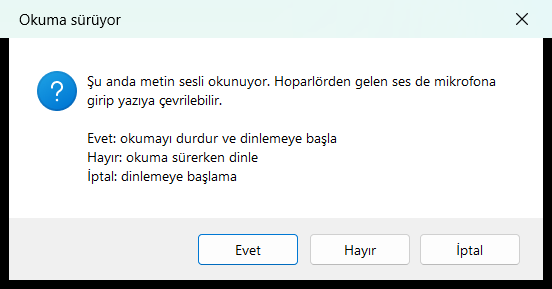 Okuma sürüyor
Şu anda metin sesli okunuyor. Hoparlörden gelen ses de mikrofona
girip yazıya çevrilebilir.
Evet: okumayı durdur ve dinlemeye başla
Hayır: okuma sürerken dinle
İptal: dinlemeye başlama
Evet
Hayır
İptal